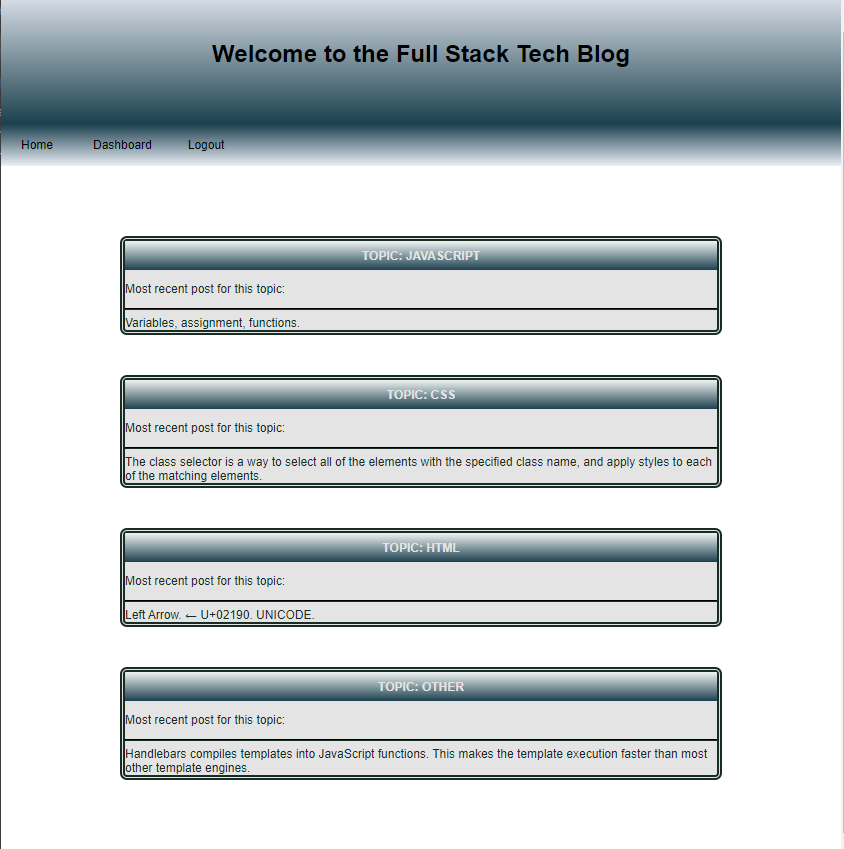 Welcome to the Full Stack Tech Blog
Home Dashboard Logout
TOPIC: JAVASCRIPT
Most recent post for this topic:
Variables, assignment, functions.
TOPIC: CSS
Most recent post for this topic:
The class selector is a way to select all of the elements with the specified class name, and apply styles to each
of the matching elements.
TOPIC: HTML
Most recent post for this topic:
Left Arrow. ← U+02190. UNICODE.
TOPIC: OTHER
Most recent post for this topic:
Handlebars compiles templates into JavaScript functions. This makes the template execution faster than most
other template engines.